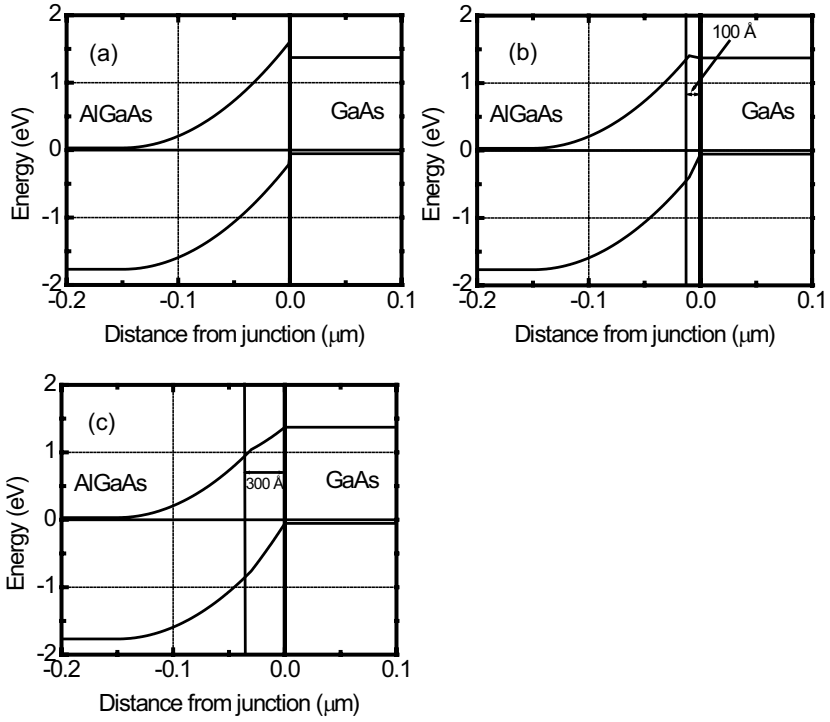 2
(a)
1
AlGaAs
GaAs
0
-1
-2
-0.2
-0.1
0.0
0.1
Energy (eV)
Distance from junction (μm)
2
(b)
100 Å
1
AlGaAs
GaAs
0
-1
-2
-0.2
-0.1
0.0
0.1
Energy (eV)
Distance from junction (μm)
2
(c)
1
AlGaAs
300 Å
GaAs
0
-1
-2
-0.2
-0.1
0.0
0.1
Energy (eV)
Distance from junction (μm)